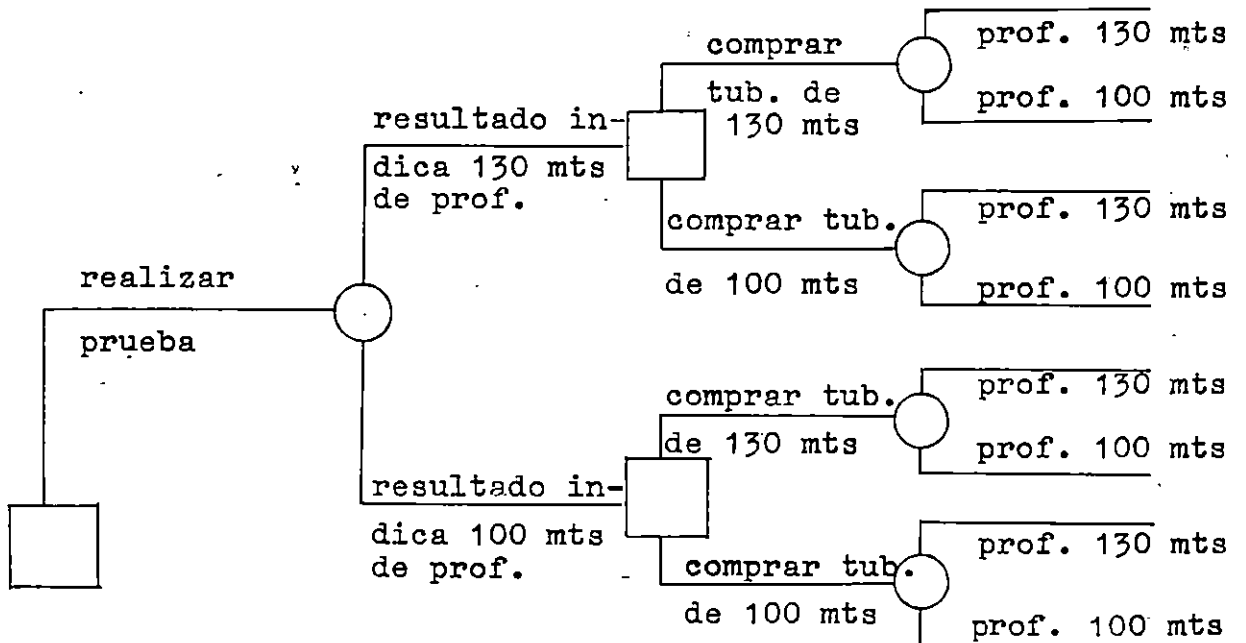 comprar
tub. de
130 mts
prof. 130 mts
prof. 100 mts
resultado in-
dica 130 mts
de prof.
comprar tub.
de 100 mts
prof. 130 mts
prof. 100 mts
realizar
prueba
comprar tub.
de 130 mts
prof. 130 mts
prof. 100 mts
resultado in-
dica 100 mts
de prof.
comprar tub.
de 100 mts
prof. 130 mts
prof. 100 mts